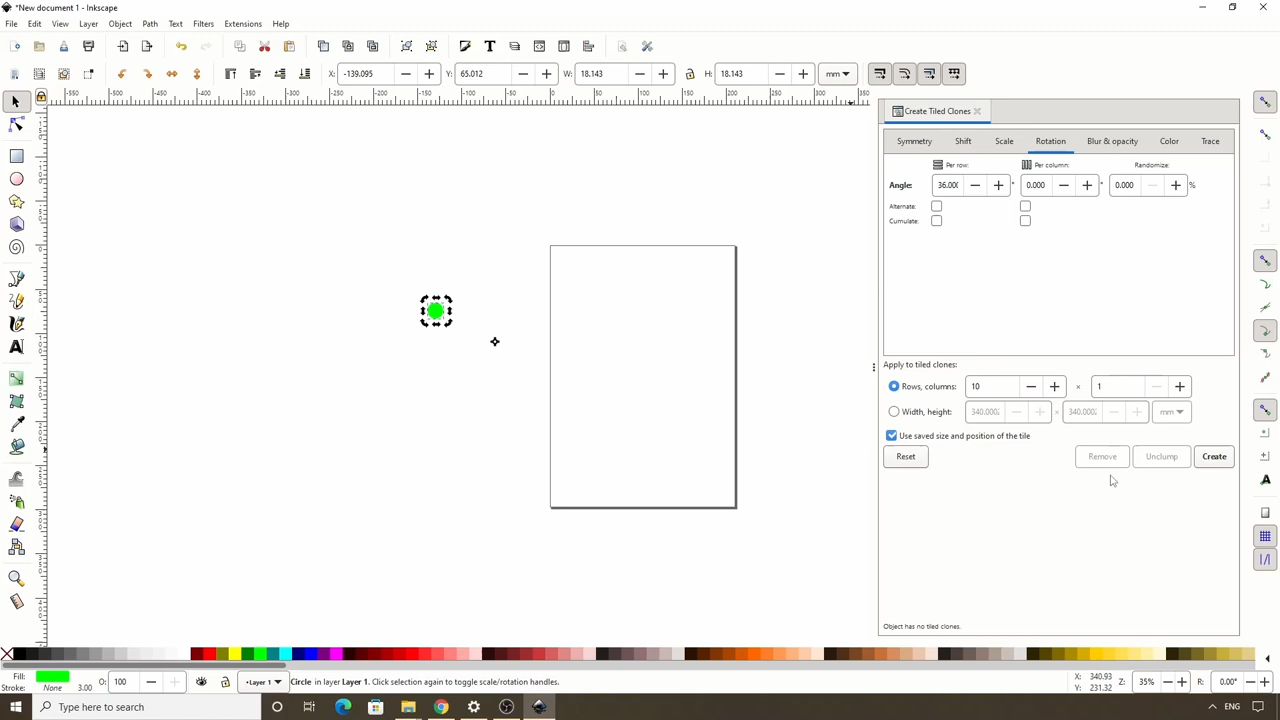 *New document 1 - Inkscape
File Edit View Layer Object Path Text Filters Extensions Help
X: -139.095 Y: 65.012 W: 18.143 H: 18.143 mm
Create Tiled Clones
Symmetry Shift Scale Rotation Blur & opacity Color Trace
Per row: Per column: Randomize:
Angle: 36.000 ° 0.000 ° 0.000 %
Alternate:
Cumulate:
Apply to tiled clones:
Rows, columns: 10 × 1
Width, height: 340.000 × 340.000 mm
Use saved size and position of the tile
Reset Remove Unclump Create
Object has no tiled clones.
Fill:
Stroke: None 3.00 O: 100 •Layer 1 Circle in layer Layer 1. Click selection again to toggle scale/rotation handles. X: 340.93 Y: 231.32 Z: 35% R: 0.00°
Type here to search ENG